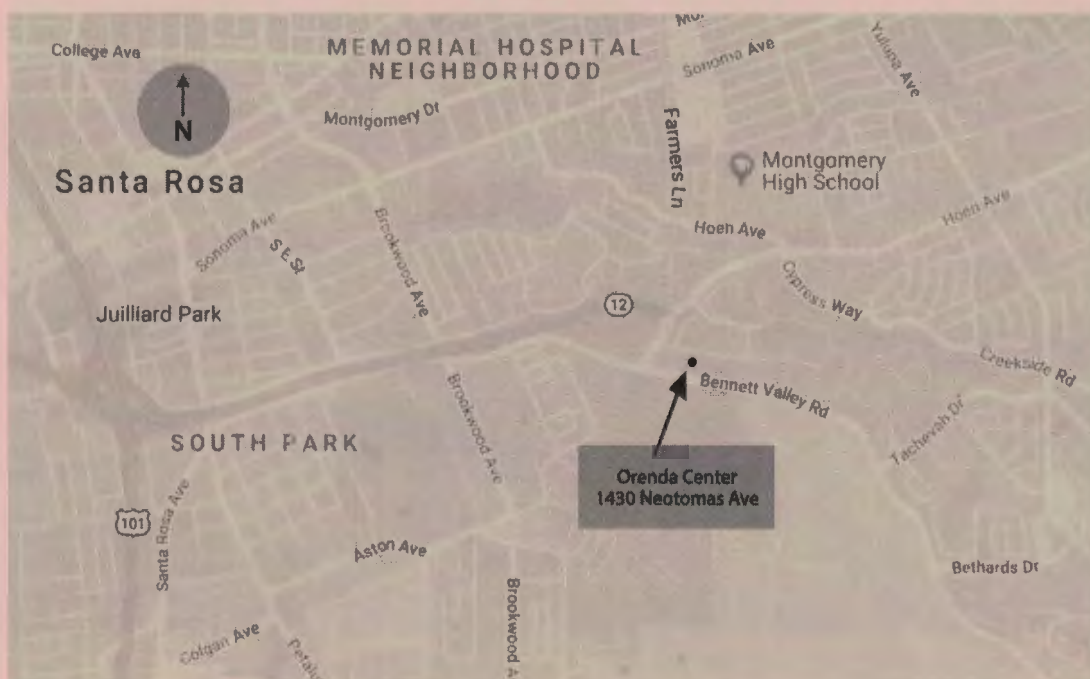 College Ava
MEMORIAL HOSPITAL
NEIGHBORHOOD
Sonoma Ave
Yulupa Ave
N
Montgomery Dr
Farmers Ln
Montgomery
High School
Santa Rosa
Sonoma Ave
S E St
Brookwood Ave
Hoen Ave
Hoen Ave
Juilliard Park
12
Cypress Way
Creekside Rd
Bennett Valley Rd
Brookwood Ave
Tachevah Dr
SOUTH PARK
Orenda Center
1430 Neotomas Ave
101
Santa Rosa Ave
Aston Ave
Bethards Dr
Brookwood A
Colgan Ave